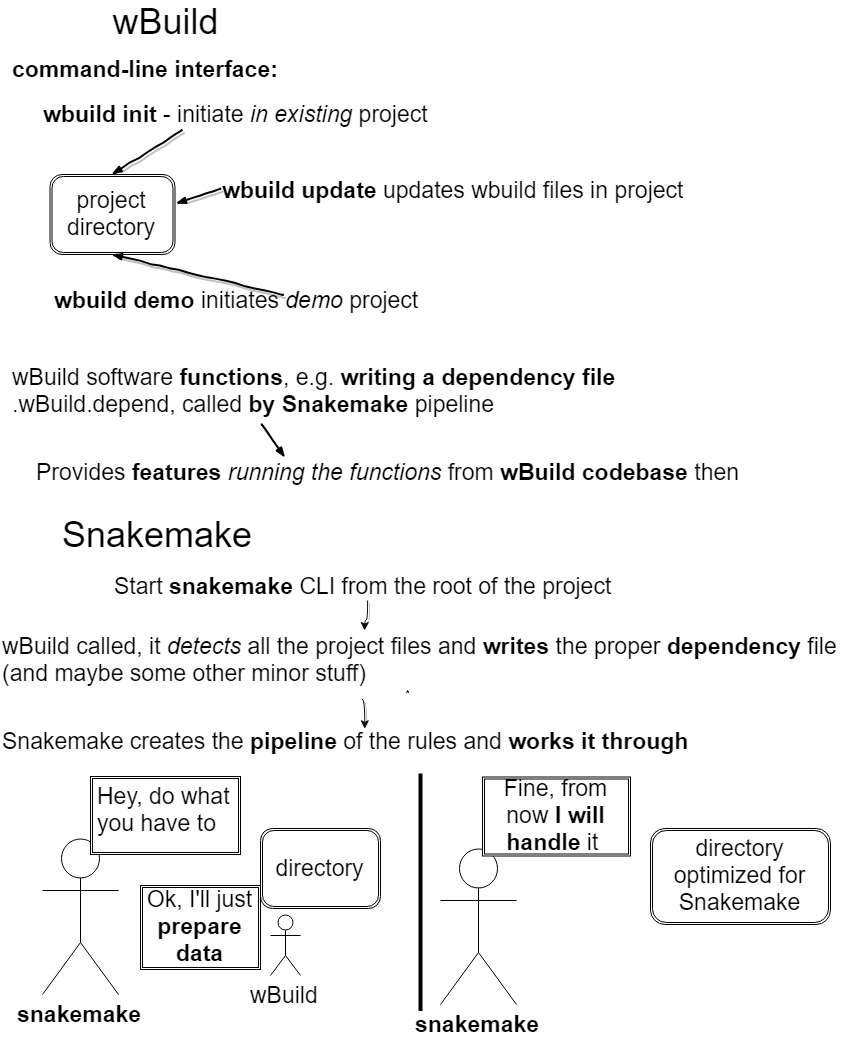 wBuild
command-line interface:
wbuild init - initiate in existing project
project
directory
wbuild update updates wbuild files in project
wbuild demo initiates demo project
wBuild software functions, e.g. writing a dependency file
.wBuild.depend, called by Snakemake pipeline
Provides features running the functions from wBuild codebase then
Snakemake
Start snakemake CLI from the root of the project
wBuild called, it detects all the project files and writes the proper dependency file
(and maybe some other minor stuff)
Snakemake creates the pipeline of the rules and works it through
Hey, do what
you have to
directory
Ok, I'll just
prepare
data
wBuild
snakemake
Fine, from
now I will
handle it
directory
optimized for
Snakemake
snakemake